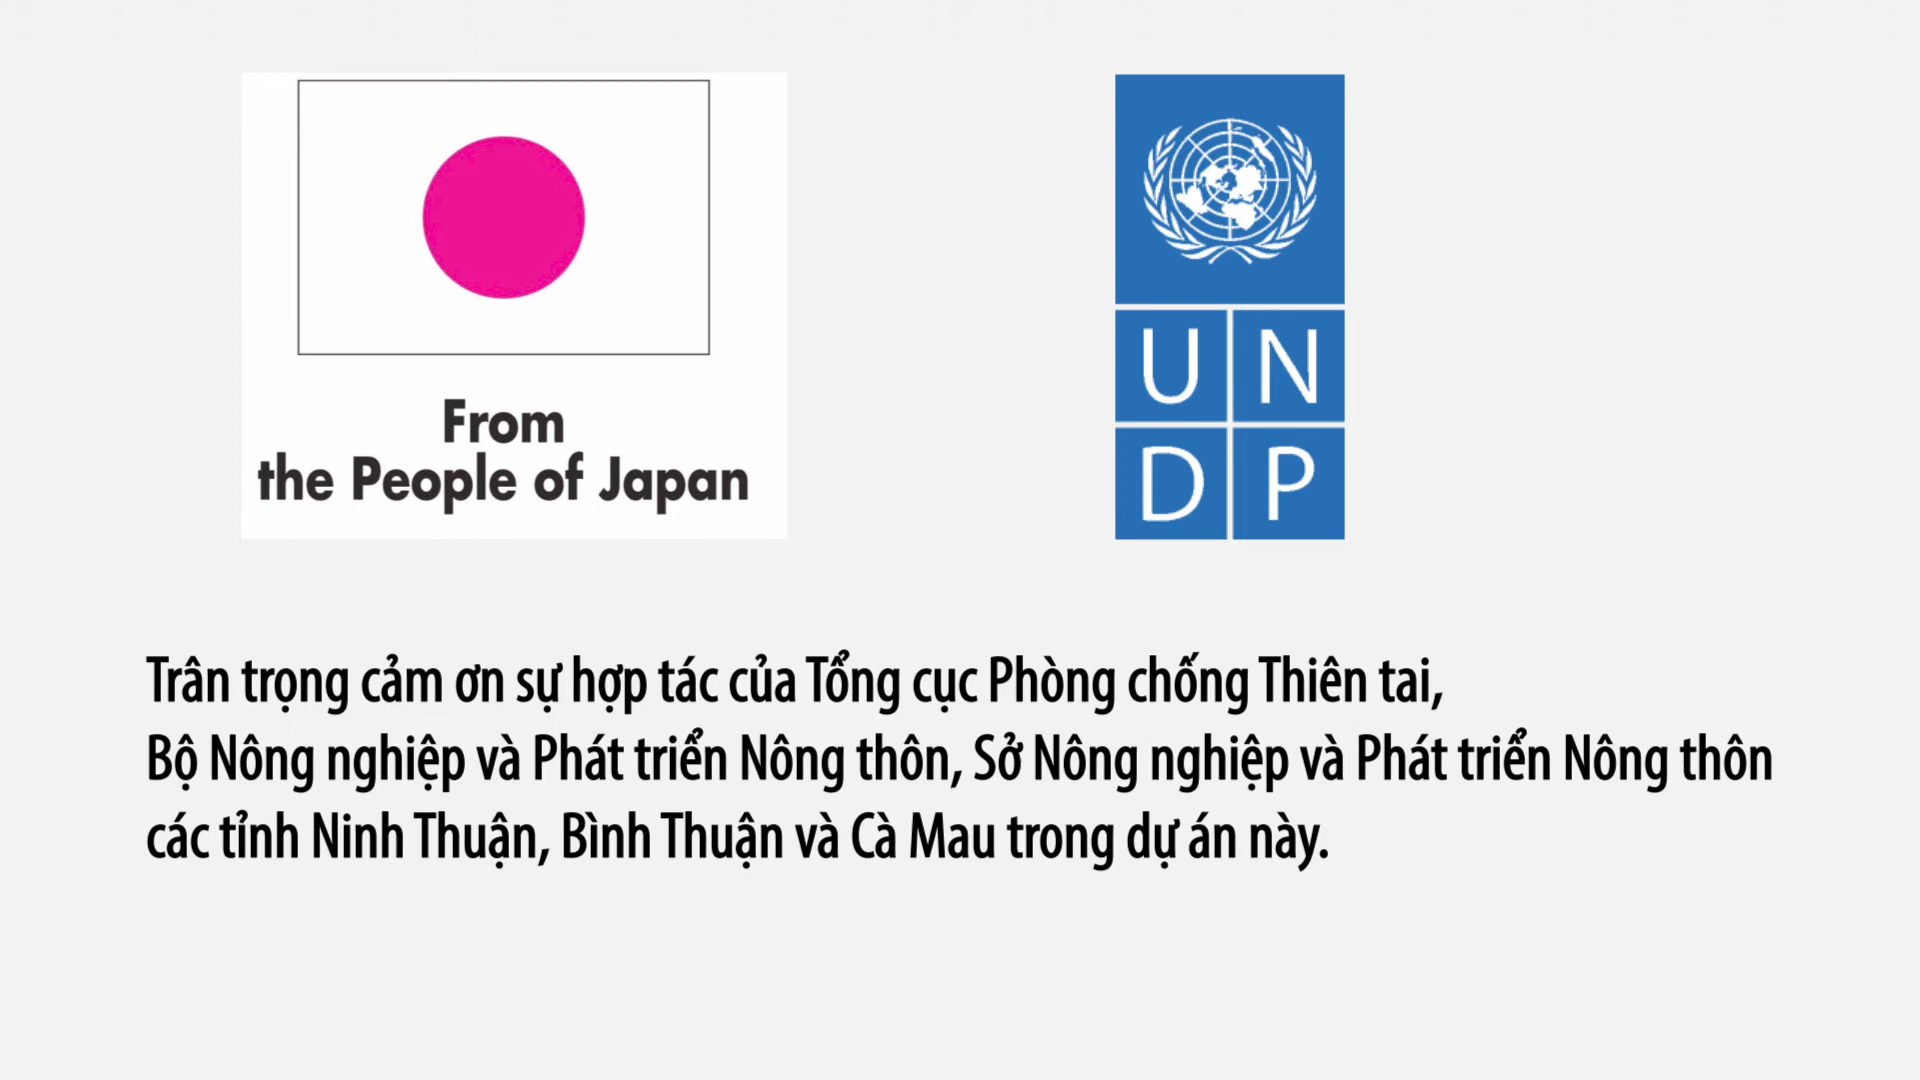 From
the People of Japan
U N
D P
Trân trọng cảm ơn sự hợp tác của Tổng cục Phòng chống Thiên tai,
Bộ Nông nghiệp và Phát triển Nông thôn, Sở Nông nghiệp và Phát triển Nông thôn
các tỉnh Ninh Thuận, Bình Thuận và Cà Mau trong dự án này.